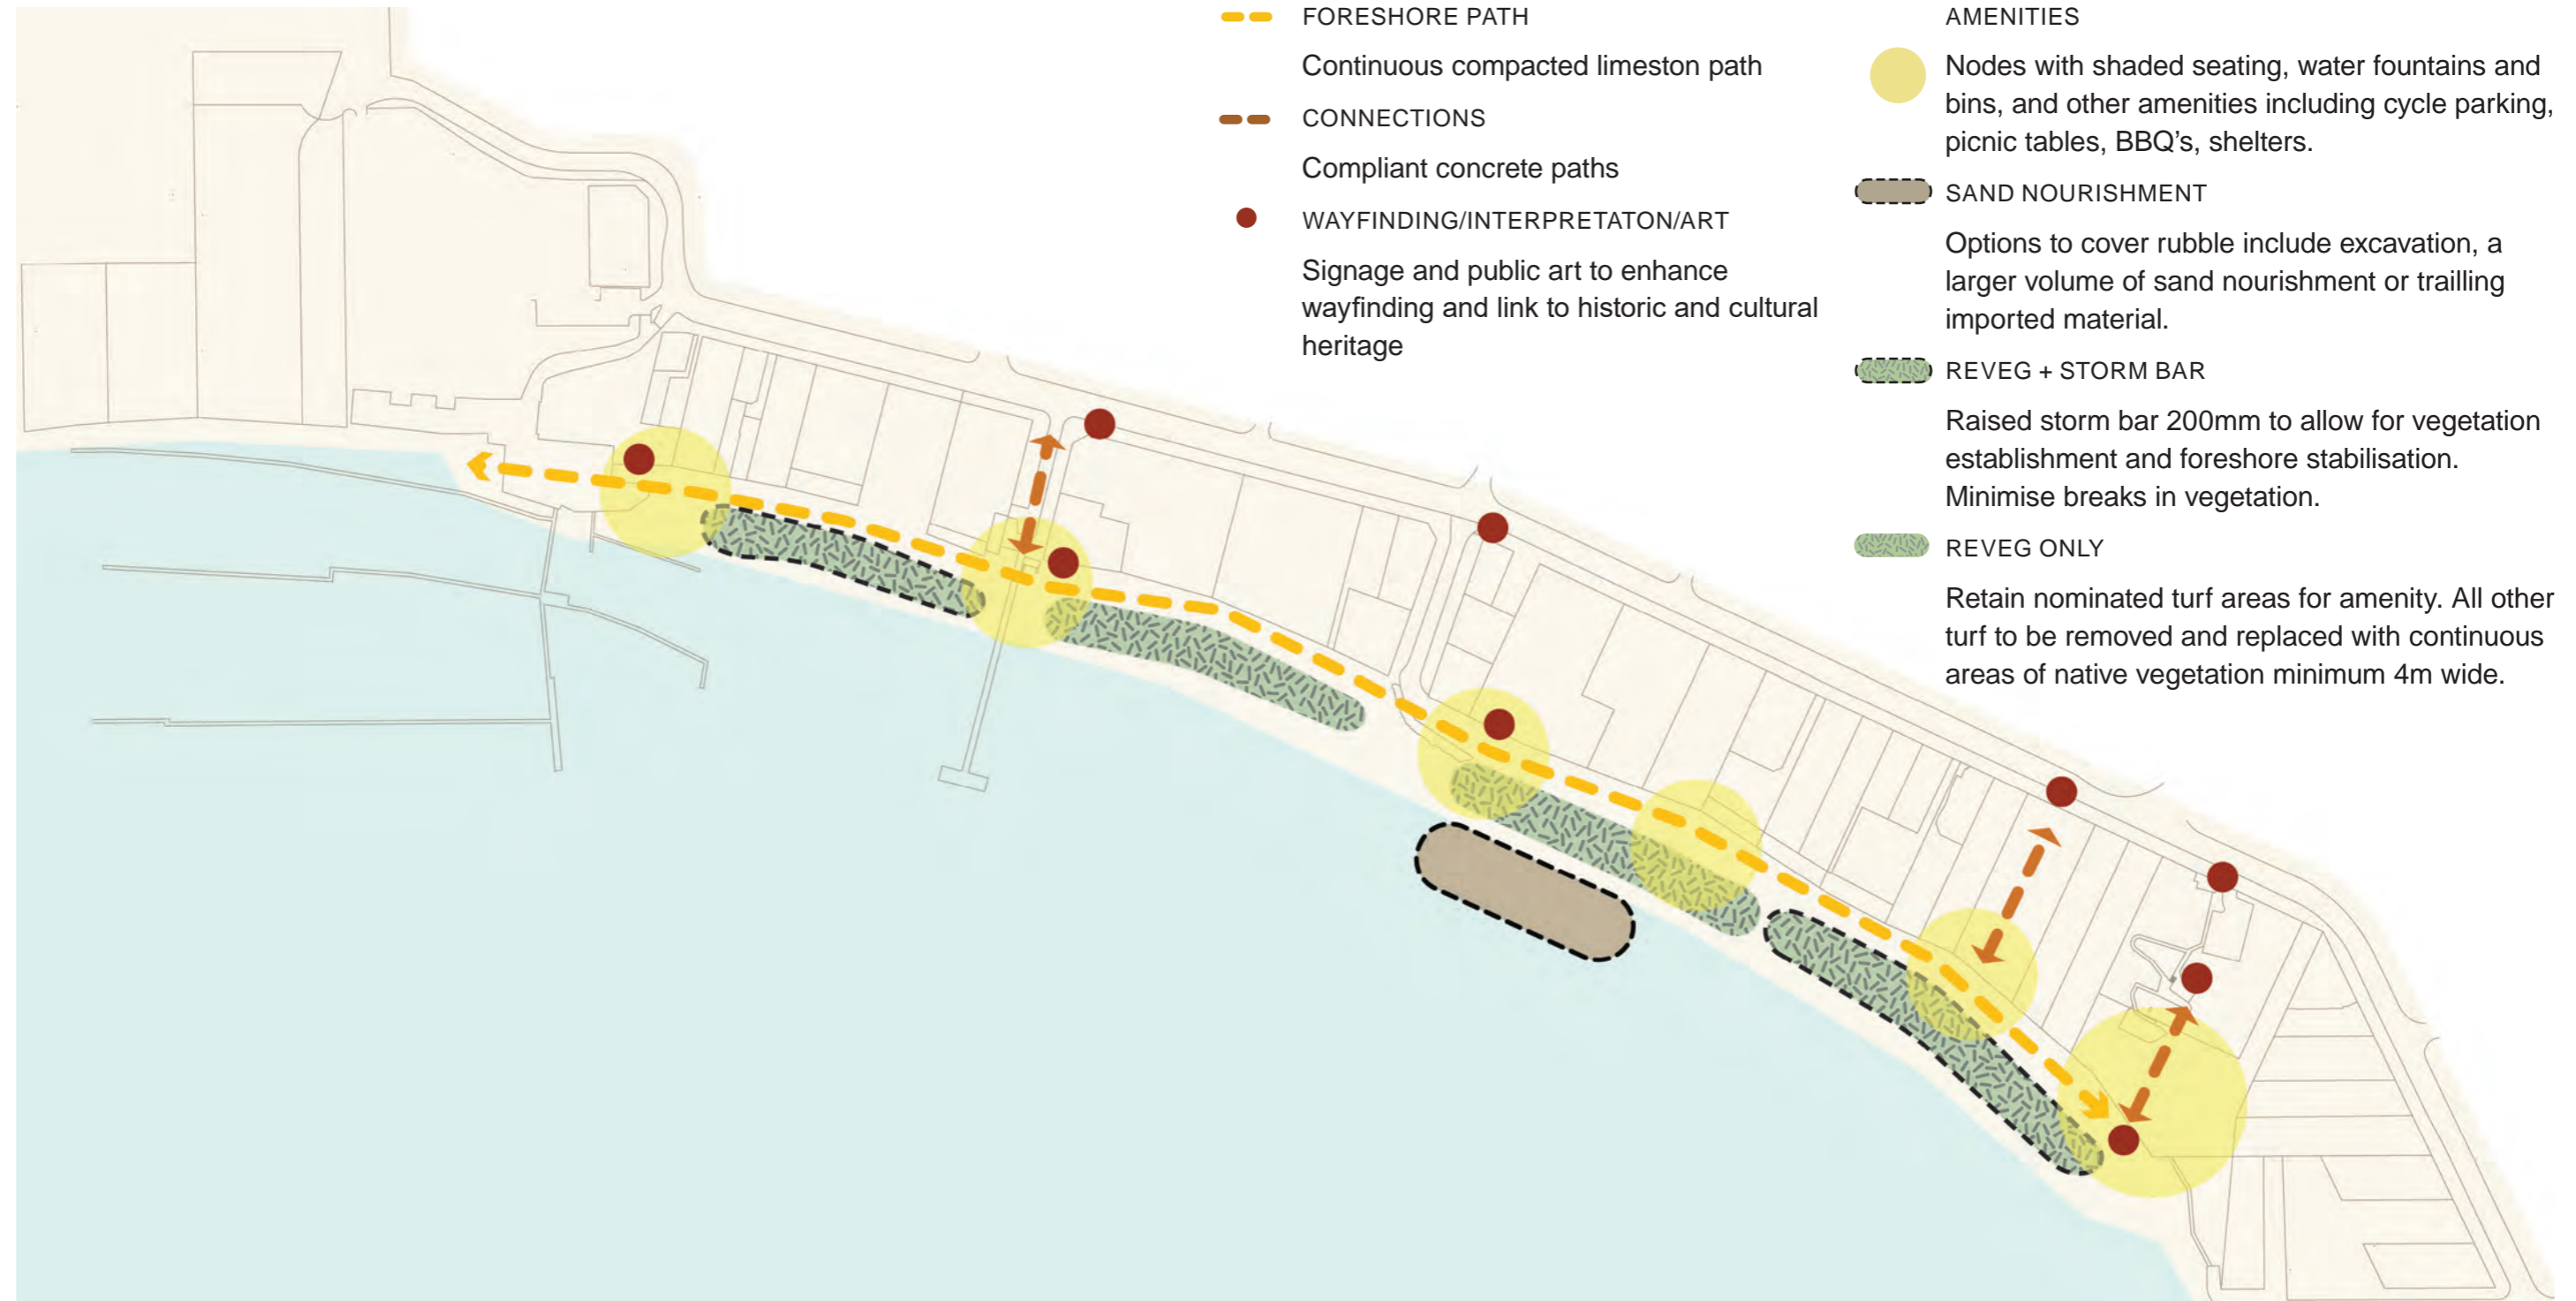 FORESHORE PATH
Continuous compacted limeston path
CONNECTIONS
Compliant concrete paths
WAYFINDING/INTERPRETATON/ART
Signage and public art to enhance
wayfinding and link to historic and cultural
heritage
AMENITIES
Nodes with shaded seating, water fountains and
bins, and other amenities including cycle parking,
picnic tables, BBQ's, shelters.
SAND NOURISHMENT
Options to cover rubble include excavation, a
larger volume of sand nourishment or trailling
imported material.
REVEG + STORM BAR
Raised storm bar 200mm to allow for vegetation
establishment and foreshore stabilisation.
Minimise breaks in vegetation.
REVEG ONLY
Retain nominated turf areas for amenity. All other
turf to be removed and replaced with continuous
areas of native vegetation minimum 4m wide.